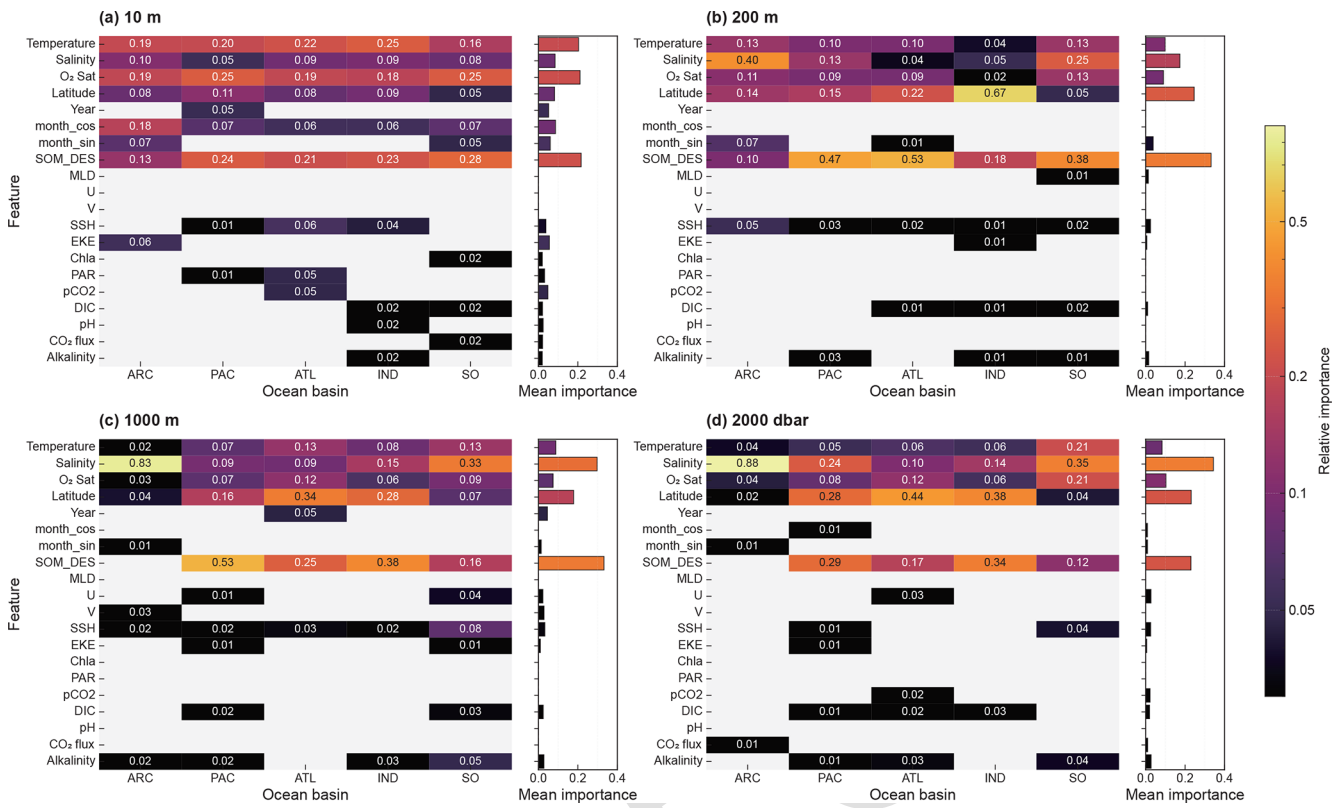 (a) 10 m
Feature
Temperature 0.19 0.20 0.22 0.25 0.16
Salinity 0.10 0.05 0.09 0.09 0.08
O₂ Sat 0.19 0.25 0.19 0.18 0.25
Latitude 0.08 0.11 0.08 0.09 0.05
Year 0.05
month_cos 0.18 0.07 0.06 0.06 0.07
month_sin 0.07 0.05
SOM_DES 0.13 0.24 0.21 0.23 0.28
MLD
U
V
SSH 0.01 0.06 0.04
EKE 0.06
Chla 0.02
PAR 0.01 0.05
pCO2 0.05
DIC 0.02 0.02
pH 0.02
CO₂ flux 0.02
Alkalinity 0.02
ARC PAC ATL IND SO
Ocean basin
0.0 0.2 0.4
Mean importance
(b) 200 m
Temperature 0.13 0.10 0.10 0.04 0.13
Salinity 0.40 0.13 0.04 0.05 0.25
O₂ Sat 0.11 0.09 0.09 0.02 0.13
Latitude 0.14 0.15 0.22 0.67 0.05
Year
month_cos
month_sin 0.07 0.01
SOM_DES 0.10 0.47 0.53 0.18 0.38
MLD 0.01
U
V
SSH 0.05 0.03 0.02 0.01 0.02
EKE 0.01
Chla
PAR
pCO2
DIC 0.01 0.01 0.02
pH
CO₂ flux
Alkalinity 0.03 0.01 0.01
ARC PAC ATL IND SO
Ocean basin
0.0 0.2 0.4
Mean importance
(c) 1000 m
Feature
Temperature 0.02 0.07 0.13 0.08 0.13
Salinity 0.83 0.09 0.09 0.15 0.33
O₂ Sat 0.03 0.07 0.12 0.06 0.09
Latitude 0.04 0.16 0.34 0.28 0.07
Year 0.05
month_cos
month_sin 0.01
SOM_DES 0.53 0.25 0.38 0.16
MLD
U 0.01 0.04
V 0.03
SSH 0.02 0.02 0.03 0.02 0.08
EKE 0.01 0.01
Chla
PAR
pCO2
DIC 0.02 0.03
pH
CO₂ flux
Alkalinity 0.02 0.02 0.03 0.05
ARC PAC ATL IND SO
Ocean basin
0.0 0.2 0.4
Mean importance
(d) 2000 dbar
Temperature 0.04 0.05 0.06 0.06 0.21
Salinity 0.88 0.24 0.10 0.14 0.35
O₂ Sat 0.04 0.08 0.12 0.06 0.21
Latitude 0.02 0.28 0.44 0.38 0.04
Year
month_cos 0.01
month_sin 0.01
SOM_DES 0.29 0.17 0.34 0.12
MLD
U 0.03
V
SSH 0.01 0.04
EKE 0.01
Chla
PAR
pCO2 0.02
DIC 0.01 0.02 0.03
pH
CO₂ flux 0.01
Alkalinity 0.01 0.03 0.04
ARC PAC ATL IND SO
Ocean basin
0.0 0.2 0.4
Mean importance
0.5
0.2
0.1
0.05
Relative importance